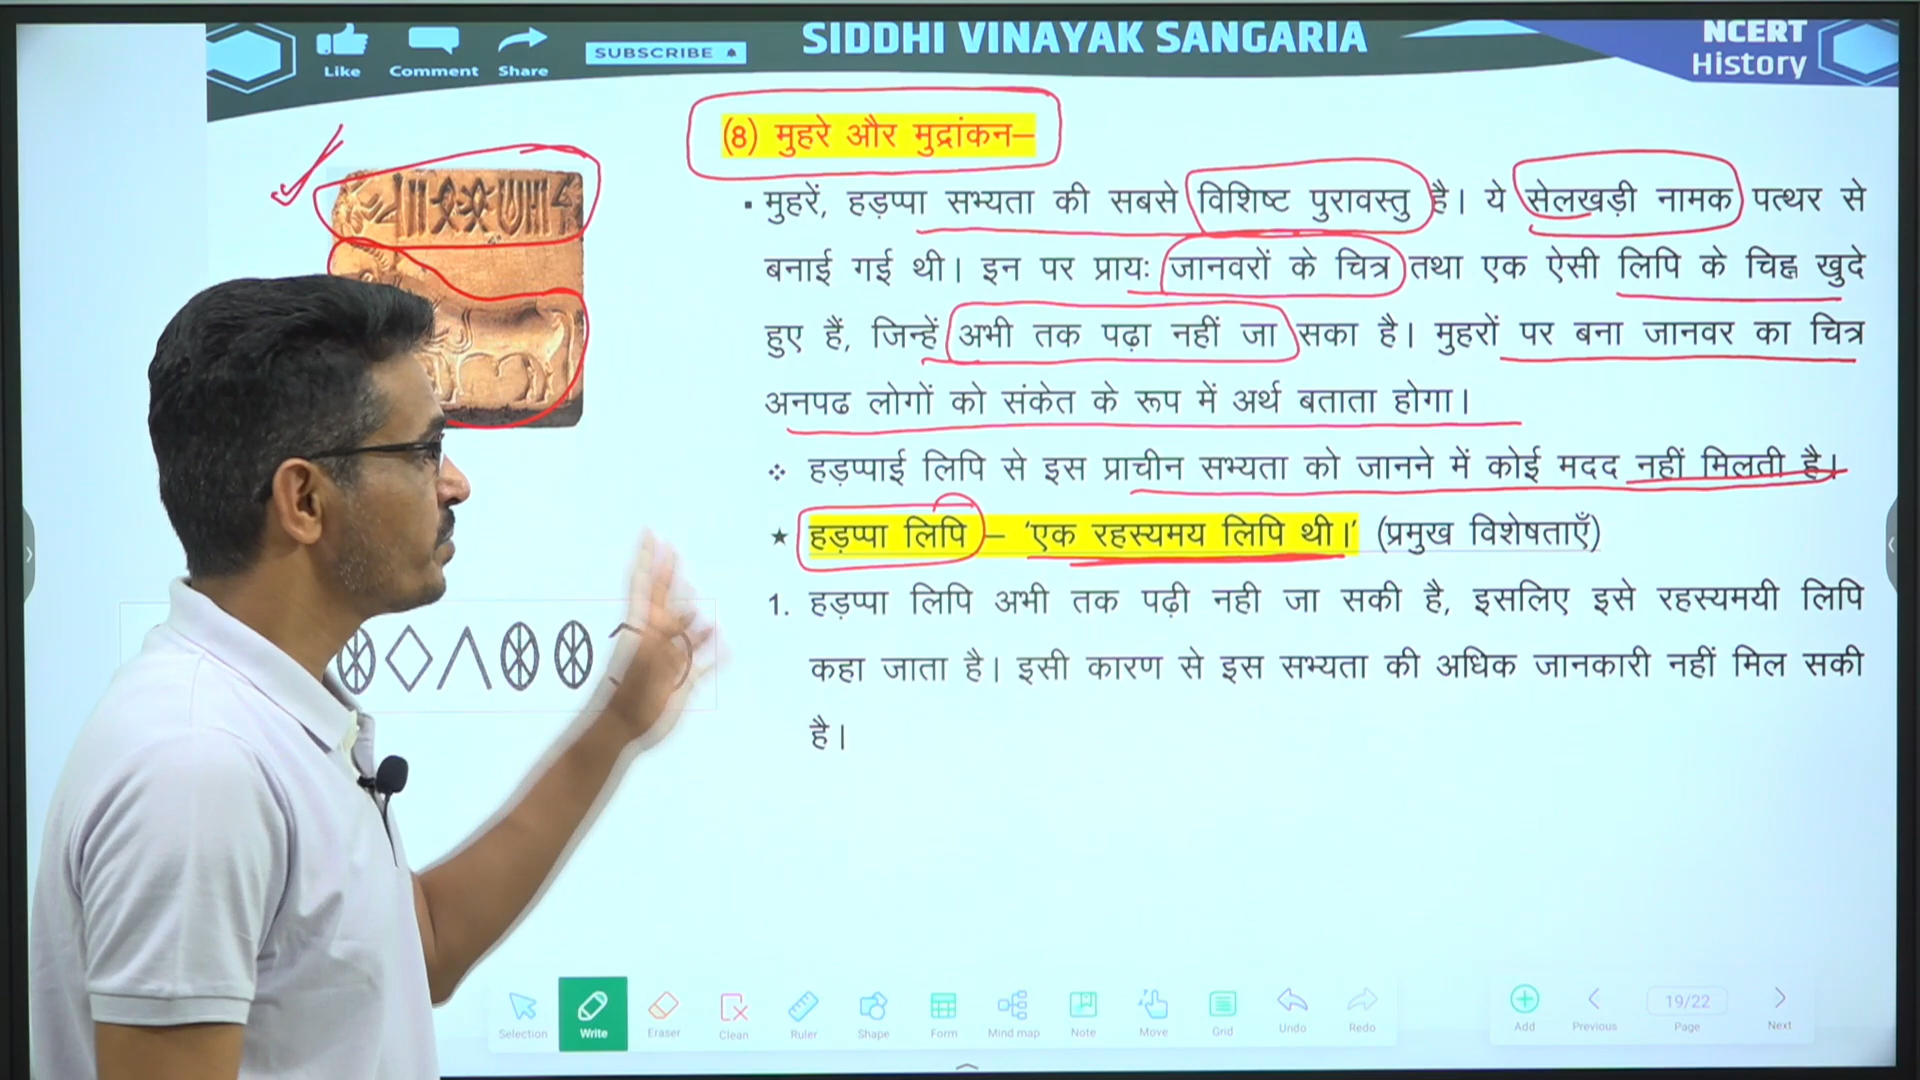 SIDDHI VINAYAK SANGARIA
NCERT
History
Like
Comment
Share
SUBSCRIBE
(8) मुहरे और मुद्रांकन–
▪ मुहरें, हड़प्पा सभ्यता की सबसे विशिष्ट पुरावस्तु है। ये सेलखड़ी नामक पत्थर से
बनाई गई थी। इन पर प्रायः जानवरों के चित्र तथा एक ऐसी लिपि के चिह्न खुदे
हुए हैं, जिन्हें अभी तक पढ़ा नहीं जा सका है। मुहरों पर बना जानवर का चित्र
अनपढ लोगों को संकेत के रूप में अर्थ बताता होगा।
❖ हड़प्पाई लिपि से इस प्राचीन सभ्यता को जानने में कोई मदद नहीं मिलती है।
★ हड़प्पा लिपि – 'एक रहस्यमय लिपि थी।' (प्रमुख विशेषताएँ)
1. हड़प्पा लिपि अभी तक पढ़ी नही जा सकी है, इसलिए इसे रहस्यमयी लिपि
कहा जाता है। इसी कारण से इस सभ्यता की अधिक जानकारी नहीं मिल सकी
है।
Selection
Write
Eraser
Clean
Ruler
Shape
Form
Mind map
Note
Move
Grid
Undo
Redo
Add
Previous
19/22
Page
Next